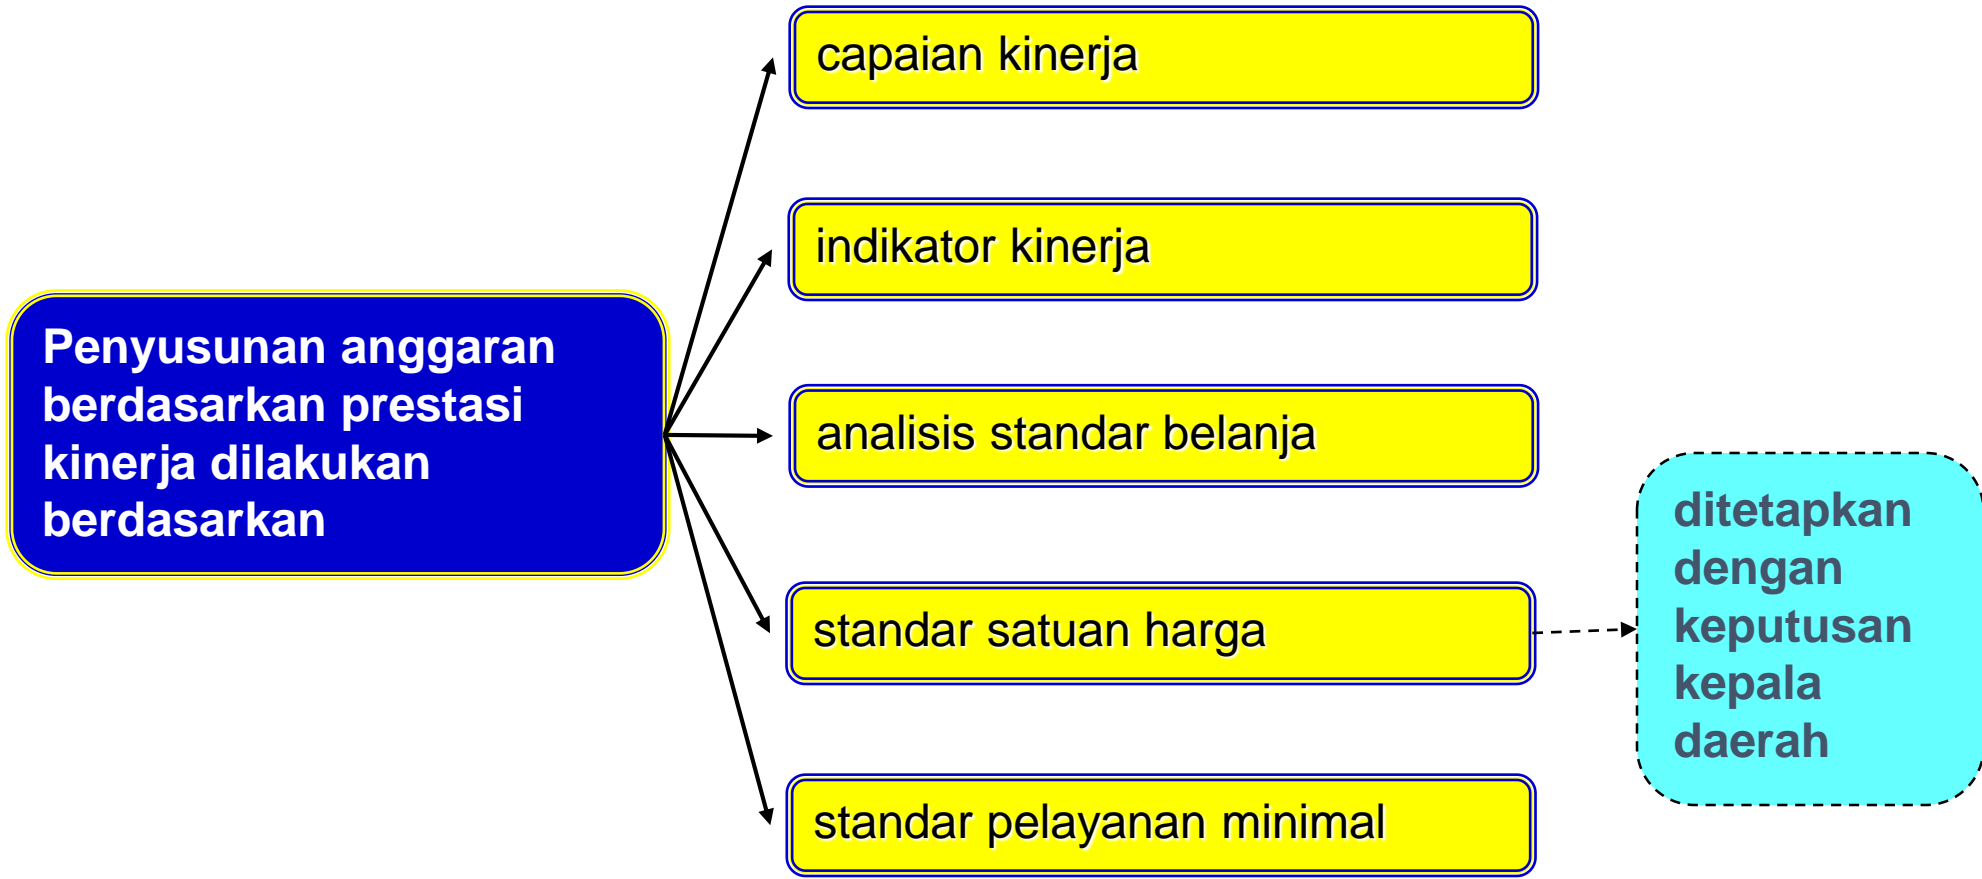 capaian kinerja
indikator kinerja
Penyusunan anggaran
berdasarkan prestasi
kinerja dilakukan
berdasarkan
analisis standar belanja
standar satuan harga
standar pelayanan minimal
ditetapkan
dengan
keputusan
kepala
daerah